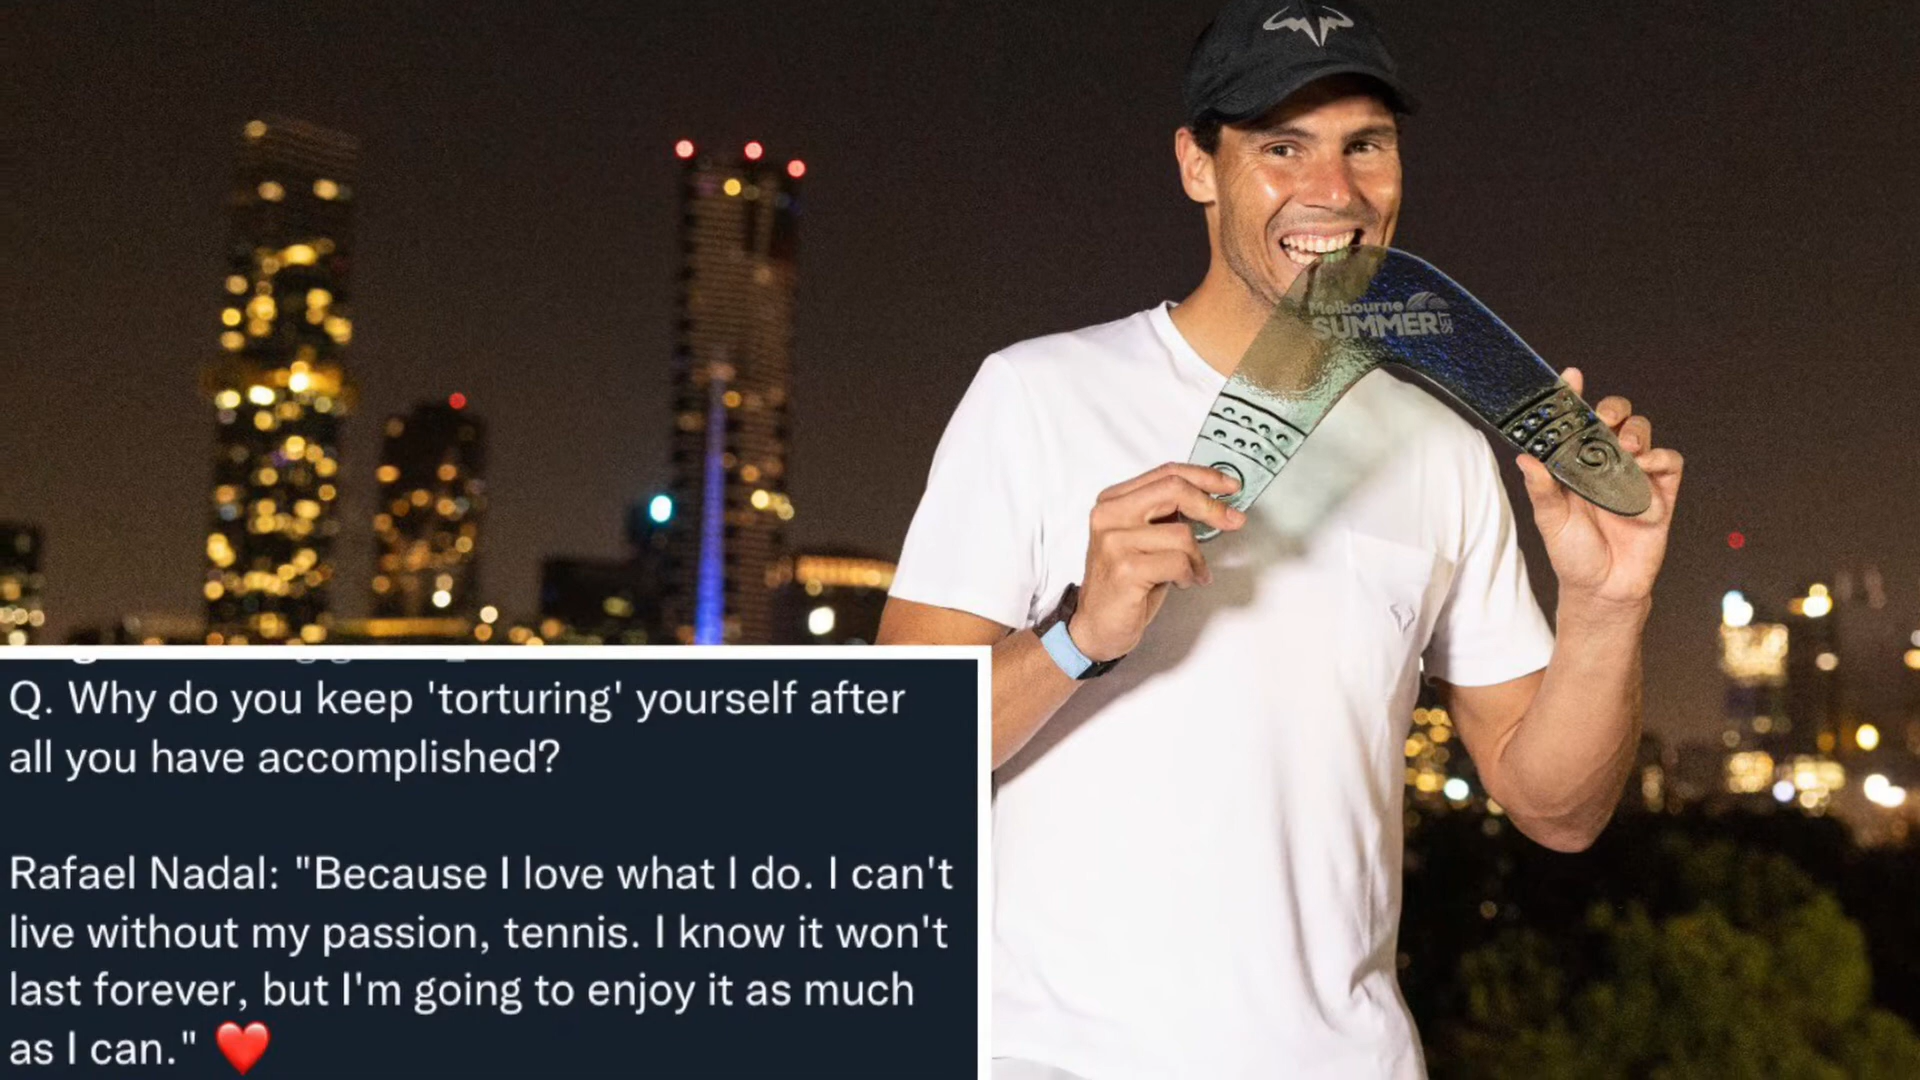 Melbourne
SUMMER
SET
Q. Why do you keep 'torturing' yourself after
all you have accomplished?
Rafael Nadal: "Because I love what I do. I can't
live without my passion, tennis. I know it won't
last forever, but I'm going to enjoy it as much
as I can." ❤️